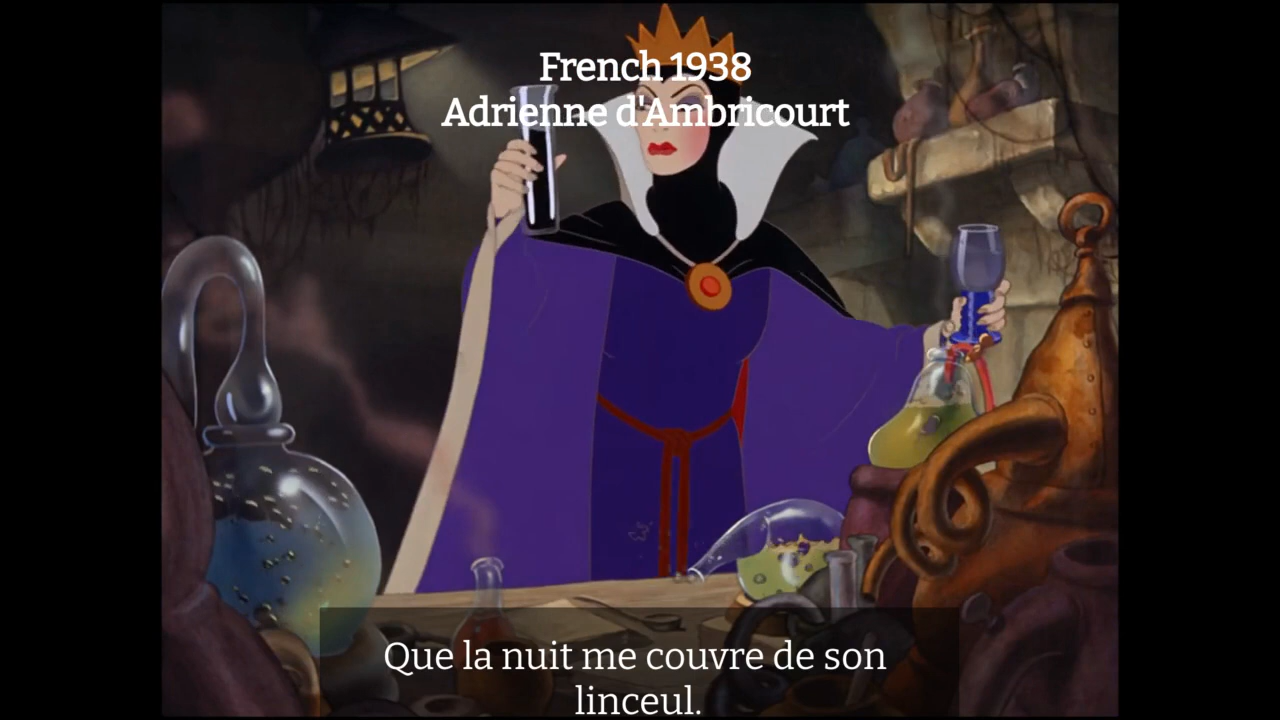 French 1938
Adrienne d'Ambricourt
Que la nuit me couvre de son
linceul.